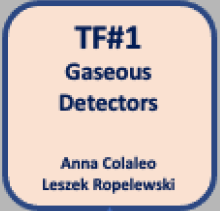 TF#1
Gaseous
Detectors
Anna Colaleo
Leszek Ropelewski